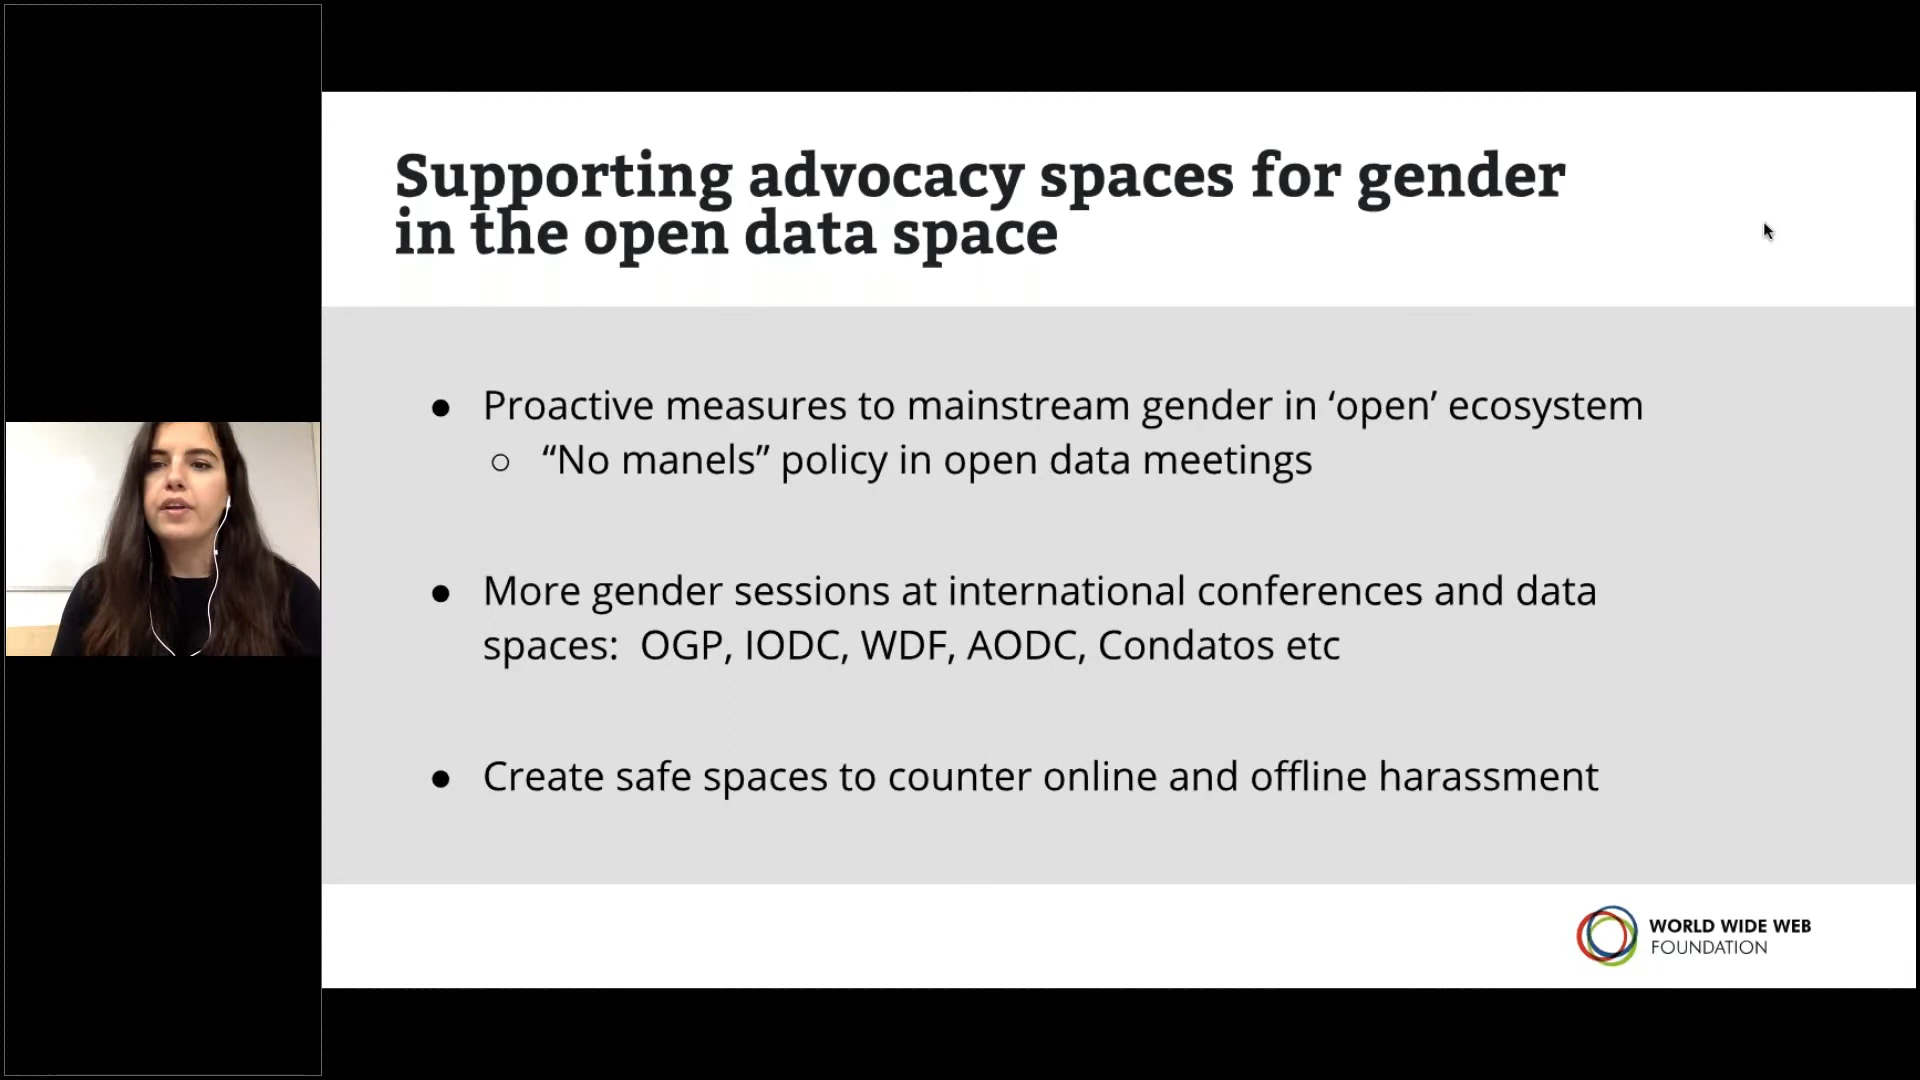 Supporting advocacy spaces for gender
in the open data space
● Proactive measures to mainstream gender in ‘open’ ecosystem
○ “No manels” policy in open data meetings
● More gender sessions at international conferences and data
spaces:  OGP, IODC, WDF, AODC, Condatos etc
● Create safe spaces to counter online and offline harassment
WORLD WIDE WEB
FOUNDATION